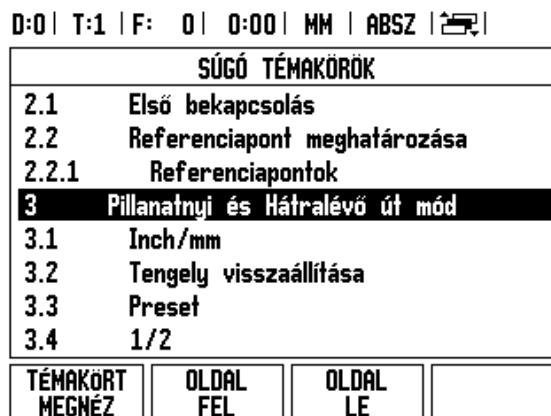 D:0| T:1 |F: 0| 0:00| MM | ABSZ |
SÚGÓ TÉMAKÖRÖK
2.1 Első bekapcsolás
2.2 Referenciapont meghatározása
2.2.1 Referenciapontok
3 Pillanatnyi és Hátralévő út mód
3.1 Inch/mm
3.2 Tengely visszaállítása
3.3 Preset
3.4 1/2
TÉMAKÖRT MEGNÉZ
OLDAL FEL
OLDAL LE